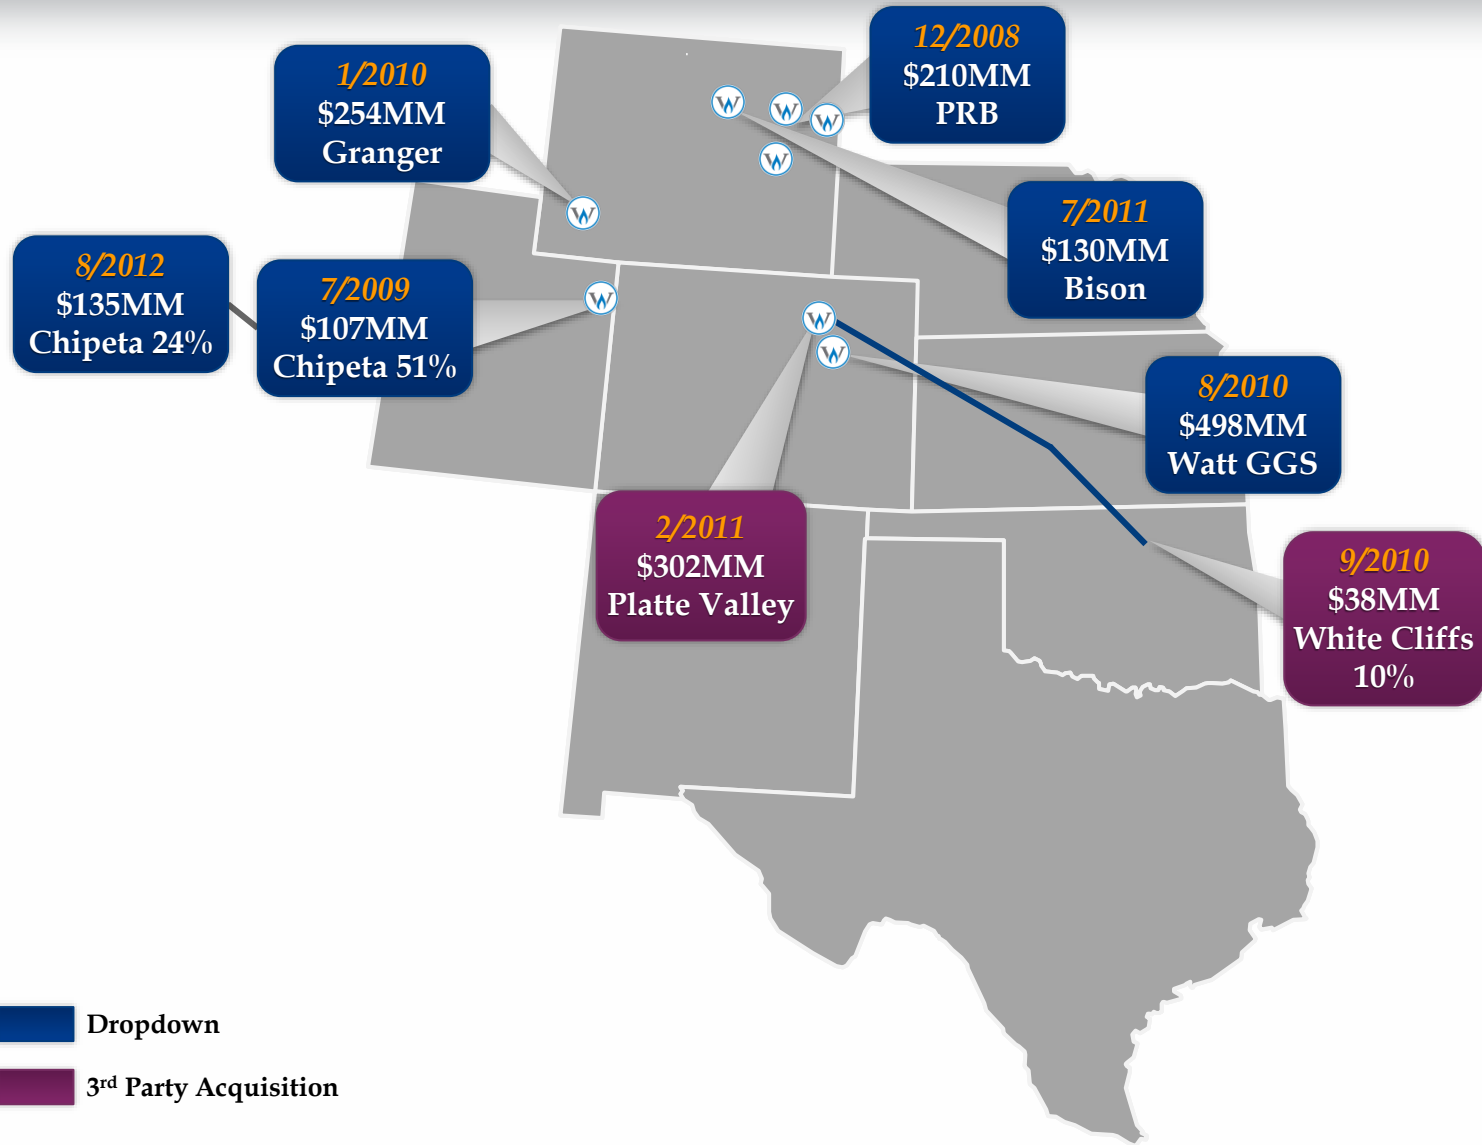 12/2008
$210MM
PRB
1/2010
$254MM
Granger
7/2011
$130MM
Bison
8/2012
$135MM
Chipeta 24%
7/2009
$107MM
Chipeta 51%
8/2010
$498MM
Watt GGS
2/2011
$302MM
Platte Valley
9/2010
$38MM
White Cliffs
10%
W
W
W
W
W
W
W
W
Dropdown
3rd Party Acquisition